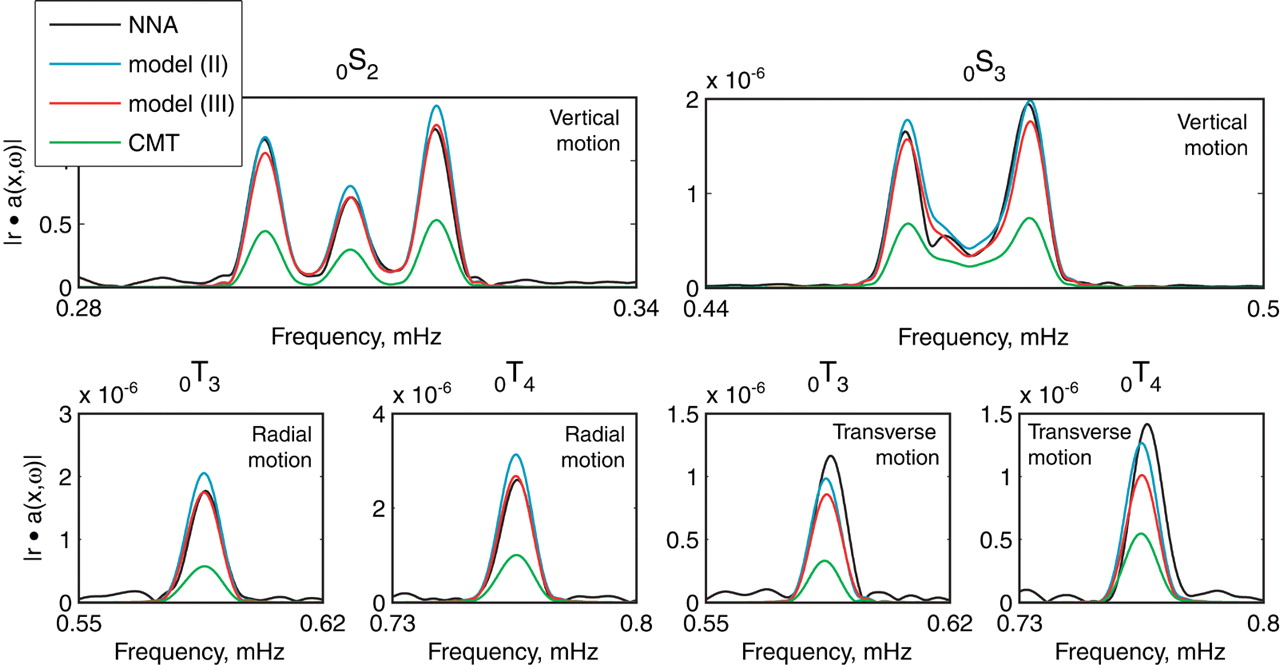 NNA
model (II)
model (III)
CMT
0S2
Vertical
motion
|r • a(x,ω)|
0.5
0
0.28
0.34
Frequency, mHz
0S3
x 10-6
Vertical
motion
2
1
0
0.44
0.5
Frequency, mHz
0T3
x 10-6
Radial
motion
|r • a(x,ω)|
3
2
1
0
0.55
0.62
Frequency, mHz
0T4
x 10-6
Radial
motion
4
2
0
0.73
0.8
Frequency, mHz
0T3
x 10-6
Transverse
motion
1.5
1
0.5
0
0.55
0.62
Frequency, mHz
0T4
x 10-6
Transverse
motion
1.5
1
0.5
0
0.73
0.8
Frequency, mHz